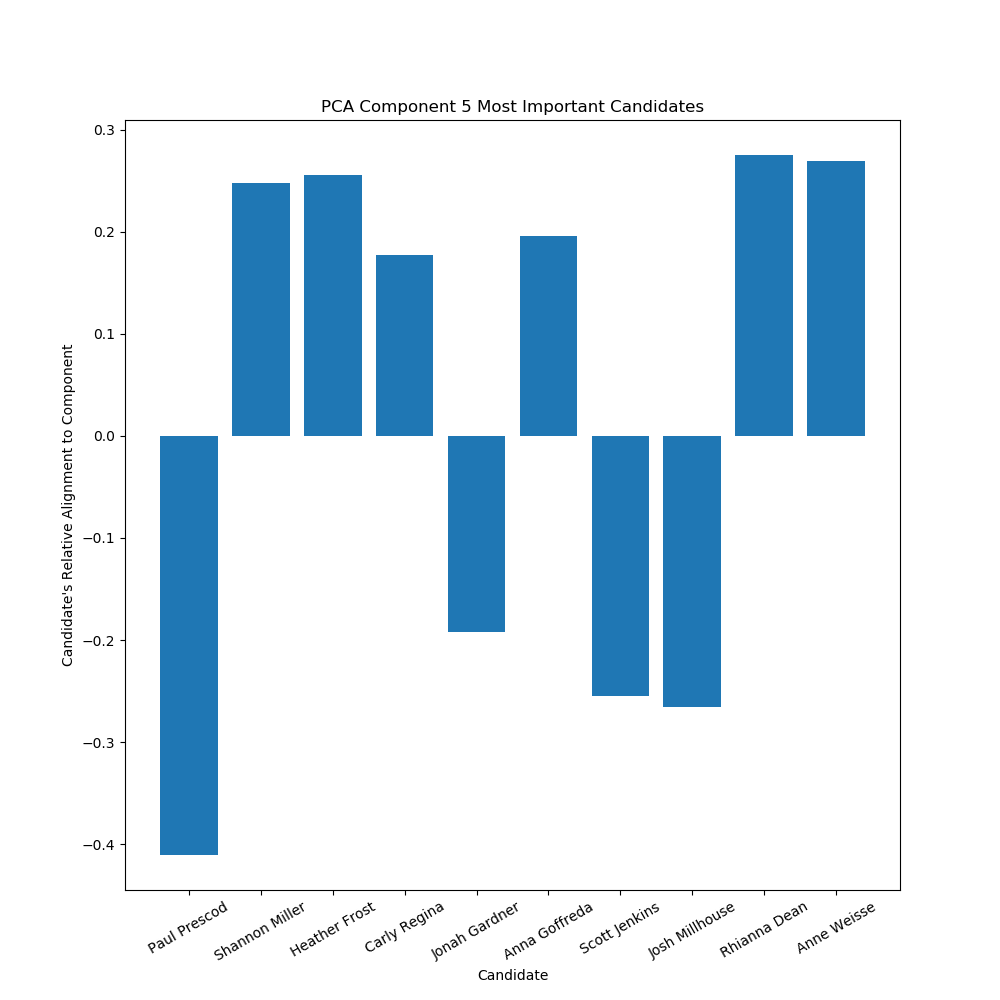 PCA Component 5 Most Important Candidates
Candidate's Relative Alignment to Component
0.3
0.2
0.1
0.0
−0.1
−0.2
−0.3
−0.4
Paul Prescod
Shannon Miller
Heather Frost
Carly Regina
Jonah Gardner
Anna Goffreda
Scott Jenkins
Josh Millhouse
Rhianna Dean
Anne Weisse
Candidate